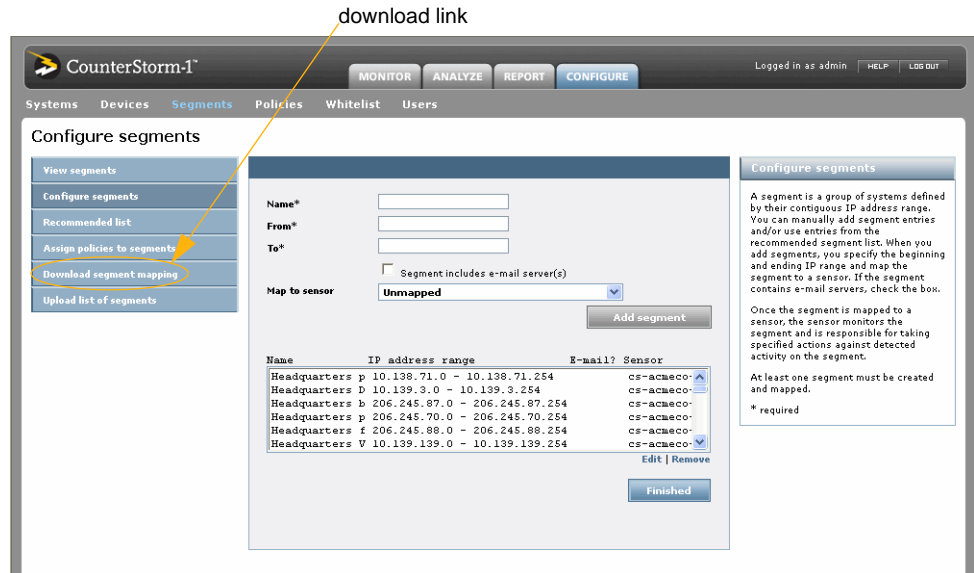 download link
CounterStorm-1™
MONITOR ANALYZE REPORT CONFIGURE
Logged in as admin HELP LOG OUT
Systems Devices Segments Policies Whitelist Users
Configure segments
View segments
Configure segments
Recommended list
Assign policies to segments
Download segment mapping
Upload list of segments
Name*
From*
To*
Segment includes e-mail server(s)
Map to sensor Unmapped
Add segment
Name IP address range E-mail? Sensor
Headquarters p 10.138.71.0 - 10.138.71.254 cs-acmeco-
Headquarters D 10.139.3.0 - 10.139.3.254 cs-acmeco-
Headquarters b 206.245.87.0 - 206.245.87.254 cs-acmeco-
Headquarters p 206.245.70.0 - 206.245.70.254 cs-acmeco-
Headquarters f 206.245.88.0 - 206.245.88.254 cs-acmeco-
Headquarters V 10.139.139.0 - 10.139.139.254 cs-acmeco-
Edit | Remove
Finished
Configure segments
A segment is a group of systems defined
by their contiguous IP address range.
You can manually add segment entries
and/or use entries from the
recommended segment list. When you
add segments, you specify the beginning
and ending IP range and map the
segment to a sensor. If the segment
contains e-mail servers, check the box.
Once the segment is mapped to a
sensor, the sensor monitors the
segment and is responsible for taking
specified actions against detected
activity on the segment.
At least one segment must be created
and mapped.
* required